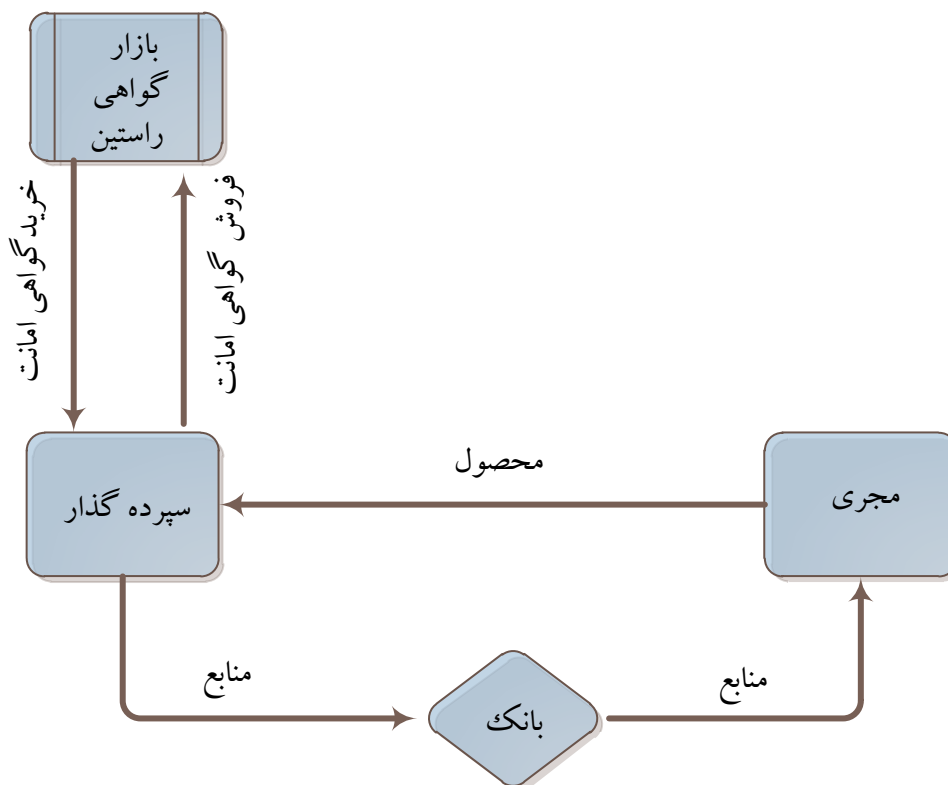 بازار
گواهی
راستین
خرید گواهی امانت
فروش گواهی امانت
محصول
مجری
سپرده گذار
منابع
منابع
بانک